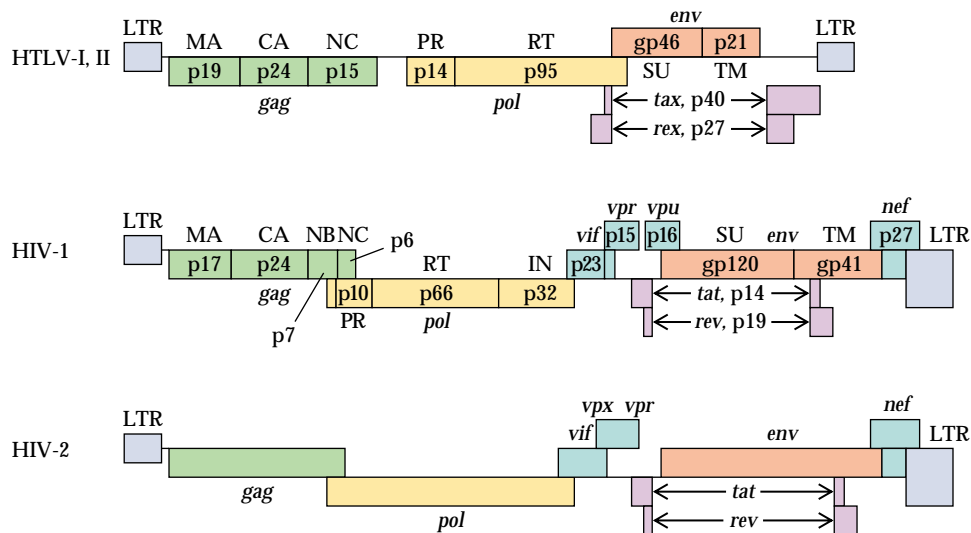 env
LTR MA CA NC PR RT gp46 p21 LTR
HTLV-I, II
p19 p24 p15 p14 p95 SU TM
gag pol tax, p40
rex, p27
vpr vpu nef
LTR MA CA NB NC p6 RT IN vif p15 p16 SU env TM p27 LTR
HIV-1
p17 p24 p23 gp120 gp41
gag p10 p66 p32 tat, p14
p7 PR pol rev, p19
vpx vpr nef
LTR vif env LTR
HIV-2
gag tat
pol rev